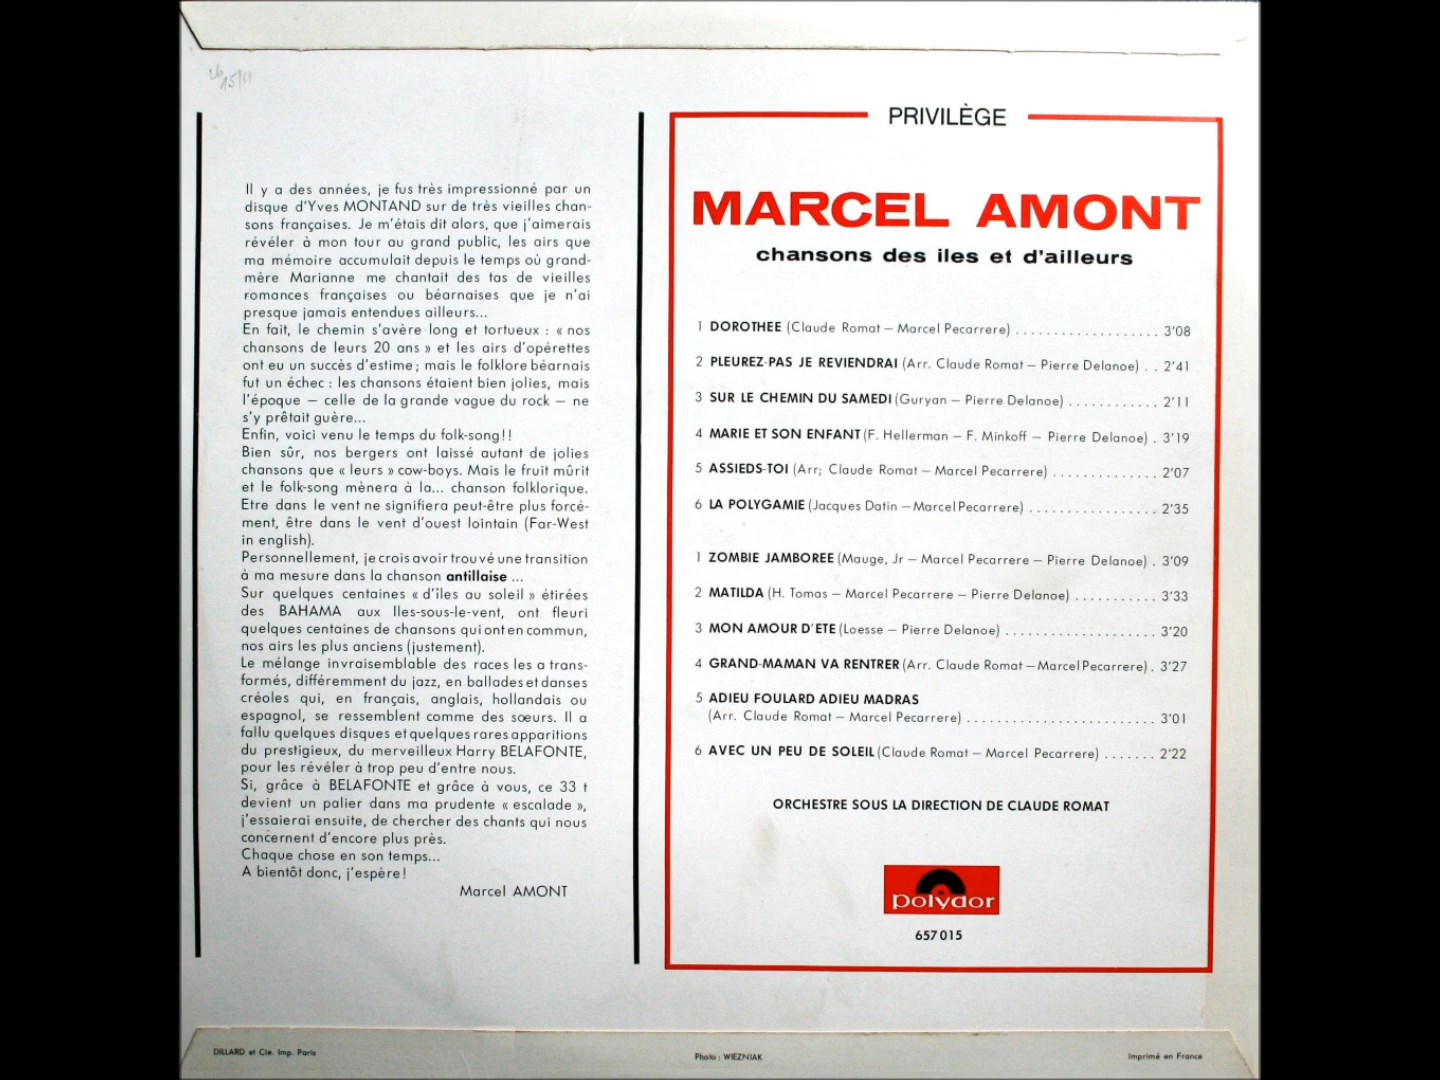 Il y a des années, je fus très impressionné par un
disque d'Yves MONTAND sur de très vieilles chan-
sons françaises. Je m'étais dit alors, que j'aimerais
révéler à mon tour au grand public, les airs que
ma mémoire accumulait depuis le temps où grand-
mère Marianne me chantait des tas de vieilles
romances françaises ou béarnaises que je n'ai
presque jamais entendues ailleurs...
En fait, le chemin s'avère long et tortueux : « nos
chansons de leurs 20 ans » et les airs d'opérettes
ont eu un succès d'estime ; mais le folklore béarnais
fut un échec : les chansons étaient bien jolies, mais
l'époque — celle de la grande vague du rock — ne
s'y prêtait guère...
Enfin, voici venu le temps du folk-song!!
Bien sûr, nos bergers ont laissé autant de jolies
chansons que « leurs » cow-boys. Mais le fruit mûrit
et le folk-song mènera à la... chanson folklorique.
Etre dans le vent ne signifiera peut-être plus forcé-
ment, être dans le vent d'ouest lointain (Far-West
in english).
Personnellement, je crois avoir trouvé une transition
à ma mesure dans la chanson antillaise ...
Sur quelques centaines « d'îles au soleil » étirées
des BAHAMA aux Iles-sous-le-vent, ont fleuri
quelques centaines de chansons qui ont en commun,
nos airs les plus anciens (justement).
Le mélange invraisemblable des races les a trans-
formés, différemment du jazz, en ballades et danses
créoles qui, en français, anglais, hollandais ou
espagnol, se ressemblent comme des sœurs. Il a
fallu quelques disques et quelques rares apparitions
du prestigieux, du merveilleux Harry BELAFONTE,
pour les révéler à trop peu d'entre nous.
Si, grâce à BELAFONTE et grâce à vous, ce 33 t
devient un palier dans ma prudente « escalade »,
j'essaierai ensuite, de chercher des chants qui nous
concernent d'encore plus près.
Chaque chose en son temps...
A bientôt donc, j'espère!
Marcel AMONT
PRIVILÈGE
MARCEL AMONT
chansons des iles et d'ailleurs
1 DOROTHEE (Claude Romat — Marcel Pecarrere) . . . . . . . . . . . . . . . . . . . 3'08
2 PLEUREZ-PAS JE REVIENDRAI (Arr. Claude Romat — Pierre Delanoe) . . 2'41
3 SUR LE CHEMIN DU SAMEDI (Guryan — Pierre Delanoe) . . . . . . . . . . . . 2'11
4 MARIE ET SON ENFANT (F. Hellerman — F. Minkoff — Pierre Delanoe) . 3'19
5 ASSIEDS-TOI (Arr; Claude Romat — Marcel Pecarrere) . . . . . . . . . . . . . 2'07
6 LA POLYGAMIE (Jacques Datin — Marcel Pecarrere) . . . . . . . . . . . . . . . . 2'35
1 ZOMBIE JAMBOREE (Mauge, Jr — Marcel Pecarrere — Pierre Delanoe) . 3'09
2 MATILDA (H. Tomas — Marcel Pecarrere — Pierre Delanoe) . . . . . . . . . . . 3'33
3 MON AMOUR D'ETE (Loesse — Pierre Delanoe) . . . . . . . . . . . . . . . . . . . 3'20
4 GRAND-MAMAN VA RENTRER (Arr. Claude Romat — Marcel Pecarrere) . 3'27
5 ADIEU FOULARD ADIEU MADRAS
(Arr. Claude Romat — Marcel Pecarrere) . . . . . . . . . . . . . . . . . . . . . . . . 3'01
6 AVEC UN PEU DE SOLEIL (Claude Romat — Marcel Pecarrere) . . . . . . . 2'22
ORCHESTRE SOUS LA DIRECTION DE CLAUDE ROMAT
polydor
657 015
DILLARD et Cie. Imp. Paris
Photo : WIEZNIAK
Imprimé en France